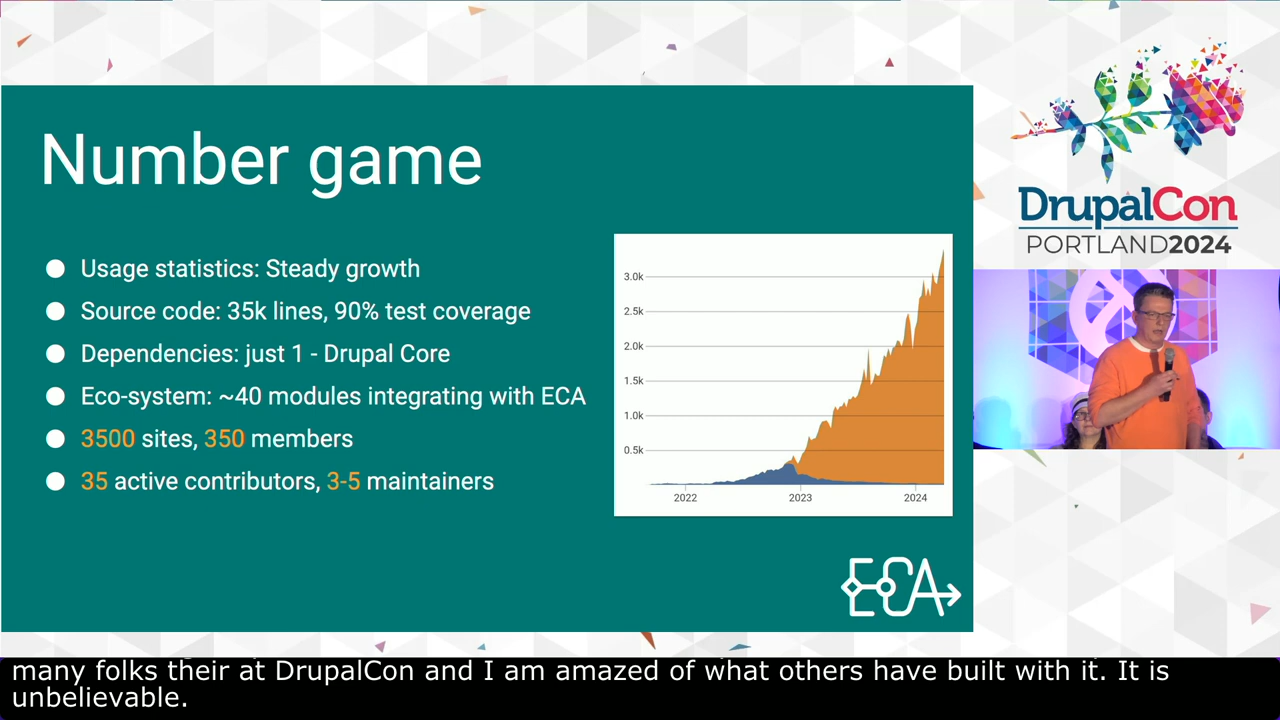 Number game
Usage statistics: Steady growth
Source code: 35k lines, 90% test coverage
Dependencies: just 1 - Drupal Core
Eco-system: ~40 modules integrating with ECA
3500 sites, 350 members
35 active contributors, 3-5 maintainers
3.0k
2.5k
2.0k
1.5k
1.0k
0.5k
2022 2023 2024
ECA
DrupalCon
PORTLAND2024
many folks their at DrupalCon and I am amazed of what others have built with it. It is
unbelievable.